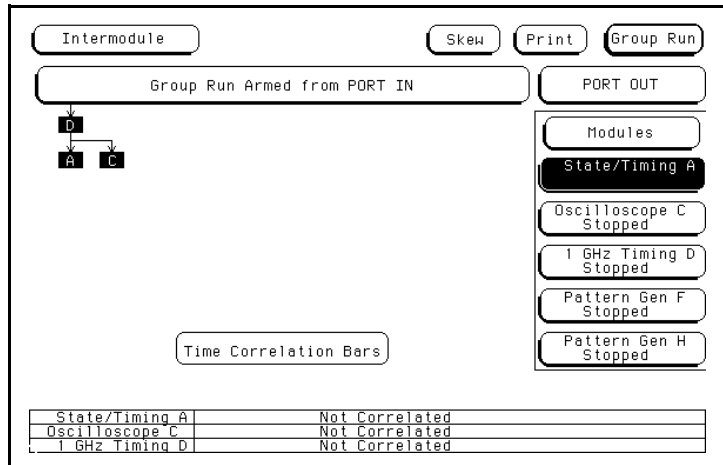 Intermodule
Skew
Print
Group Run
Group Run Armed from PORT IN
PORT OUT
D
A C
Modules
State/Timing A
Oscilloscope C
Stopped
1 GHz Timing D
Stopped
Pattern Gen F
Stopped
Pattern Gen H
Stopped
Time Correlation Bars
State/Timing A Not Correlated
Oscilloscope C Not Correlated
1 GHz Timing D Not Correlated